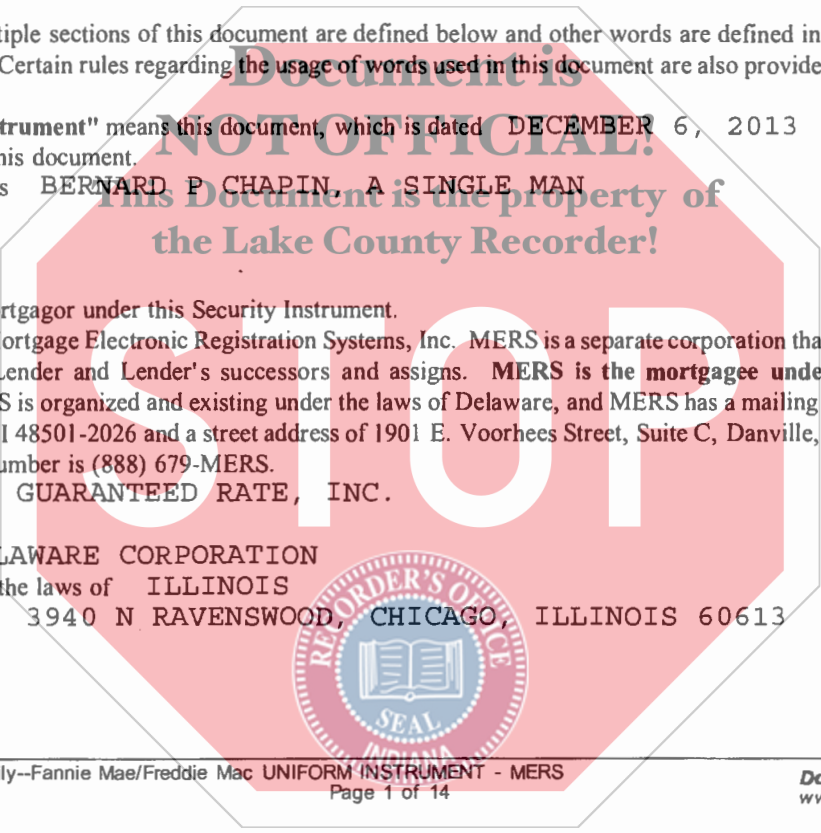 tiple sections of this document are defined below and other words are defined in
Certain rules regarding the usage of words used in this document are also provide
Document is
trument" means this document, which is dated DECEMBER 6, 2013
NOT OFFICIAL!
his document.
s BERNARD P CHAPIN, A SINGLE MAN
This Document is the property of
the Lake County Recorder!
rtgagor under this Security Instrument.
ortgage Electronic Registration Systems, Inc. MERS is a separate corporation tha
Lender and Lender's successors and assigns. MERS is the mortgagee unde
S is organized and existing under the laws of Delaware, and MERS has a mailing
I 48501-2026 and a street address of 1901 E. Voorhees Street, Suite C, Danville,
umber is (888) 679-MERS.
STOP
GUARANTEED RATE, INC.
LAWARE CORPORATION
the laws of ILLINOIS
3940 N RAVENSWOOD, CHICAGO, ILLINOIS 60613
RECORDER'S OFFICE
SEAL
INDIANA
ly--Fannie Mae/Freddie Mac UNIFORM INSTRUMENT - MERS
Page 1 of 14
Do
ww